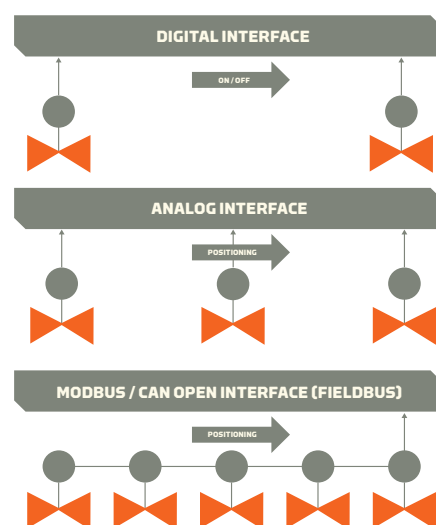 DIGITAL INTERFACE
ON / OFF
ANALOG INTERFACE
POSITIONING
MODBUS / CAN OPEN INTERFACE (FIELDBUS)
POSITIONING